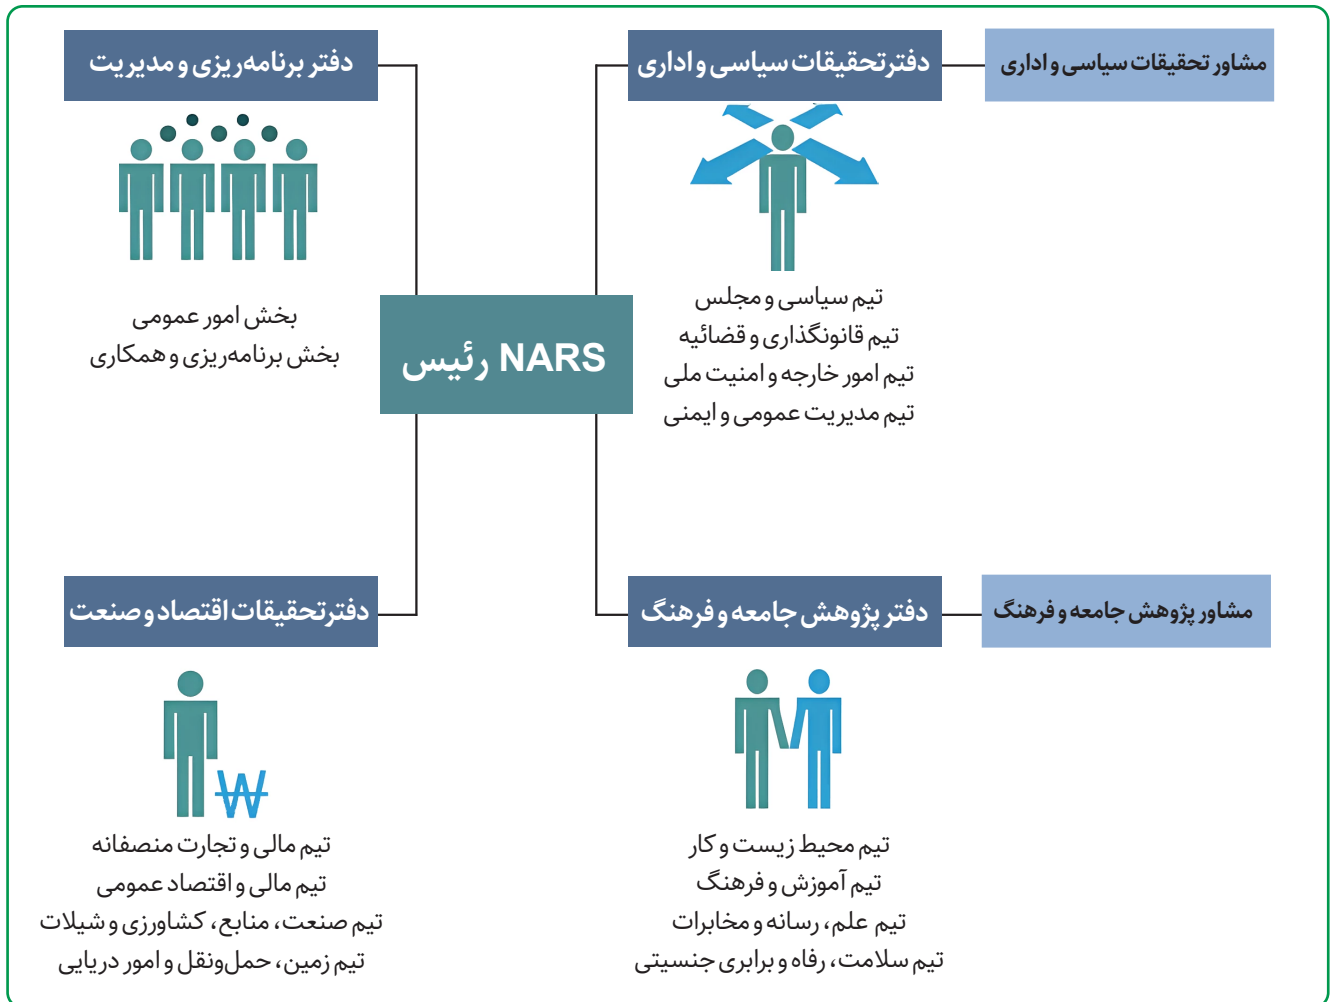 مشاور تحقیقات سیاسی و اداری
دفتر تحقیقات سیاسی و اداری
دفتر برنامه‌ریزی و مدیریت
تیم سیاسی و مجلس
تیم قانونگذاری و قضائیه
تیم امور خارجه و امنیت ملی
تیم مدیریت عمومی و ایمنی
بخش امور عمومی
بخش برنامه‌ریزی و همکاری
رئیس NARS
مشاور پژوهش جامعه و فرهنگ
دفتر پژوهش جامعه و فرهنگ
دفتر تحقیقات اقتصاد و صنعت
₩
تیم محیط زیست و کار
تیم آموزش و فرهنگ
تیم علم، رسانه و مخابرات
تیم سلامت، رفاه و برابری جنسیتی
تیم مالی و تجارت منصفانه
تیم مالی و اقتصاد عمومی
تیم صنعت، منابع، کشاورزی و شیلات
تیم زمین، حمل‌ونقل و امور دریایی